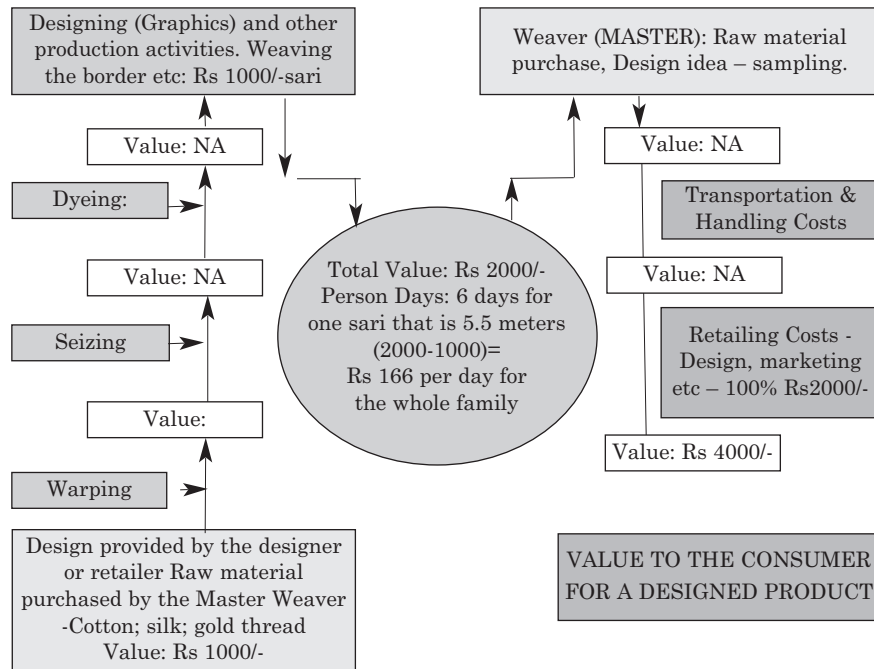 Designing (Graphics) and other
production activities. Weaving
the border etc: Rs 1000/-sari
Value: NA
Dyeing:
Value: NA
Seizing
Value:
Warping
Design provided by the designer
or retailer Raw material
purchased by the Master Weaver
-Cotton; silk; gold thread
Value: Rs 1000/-
Total Value: Rs 2000/-
Person Days: 6 days for
one sari that is 5.5 meters
(2000-1000)=
Rs 166 per day for
the whole family
Weaver (MASTER): Raw material
purchase, Design idea – sampling.
Value: NA
Transportation &
Handling Costs
Value: NA
Retailing Costs -
Design, marketing
etc – 100% Rs2000/-
Value: Rs 4000/-
VALUE TO THE CONSUMER
FOR A DESIGNED PRODUCT